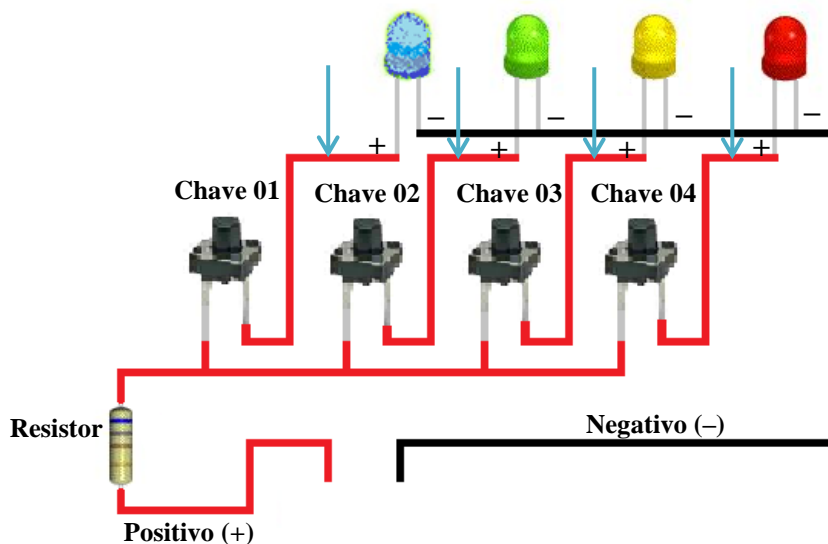 – – – –
+ + + +
Chave 01 Chave 02 Chave 03 Chave 04
Resistor
Negativo (–)
Positivo (+)